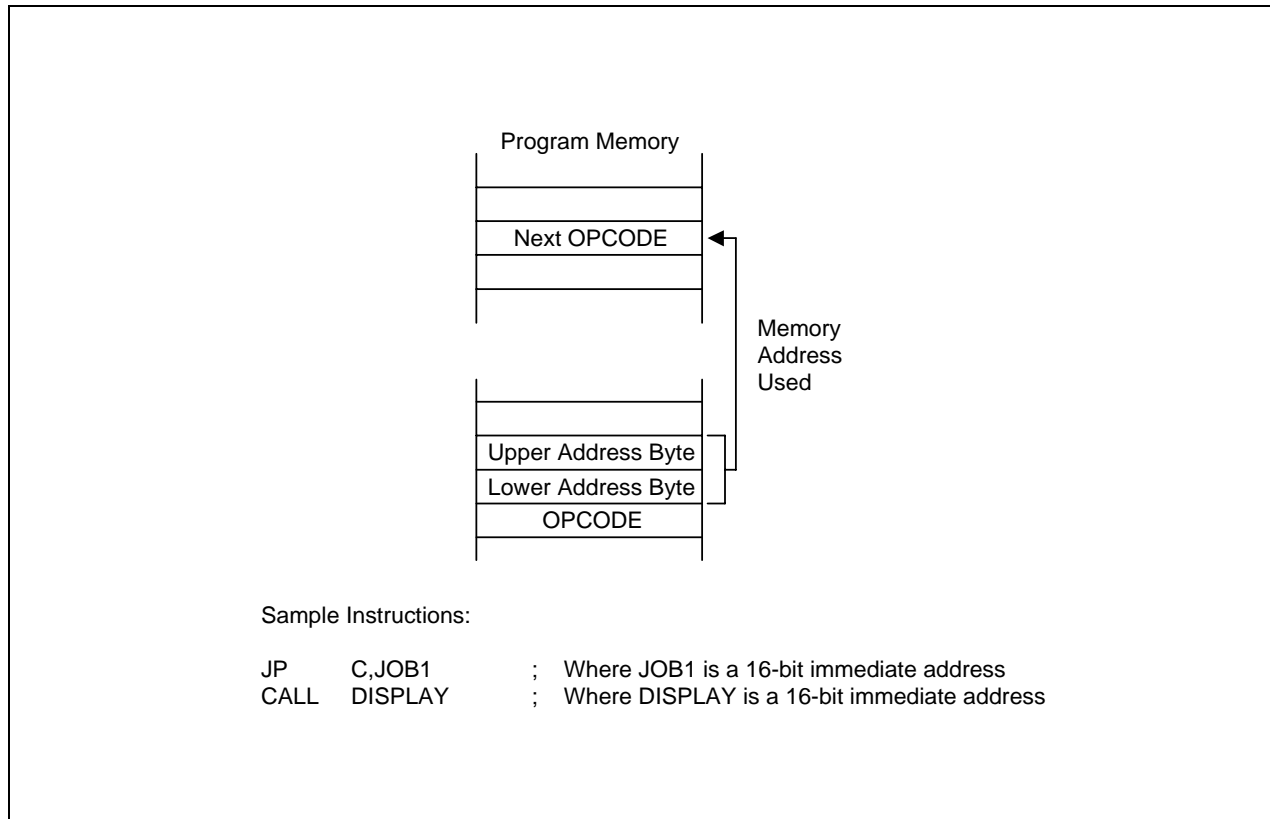 Program Memory
Next OPCODE
Memory
Address
Used
Upper Address Byte
Lower Address Byte
OPCODE
Sample Instructions:
JP C,JOB1 ; Where JOB1 is a 16-bit immediate address
CALL DISPLAY ; Where DISPLAY is a 16-bit immediate address